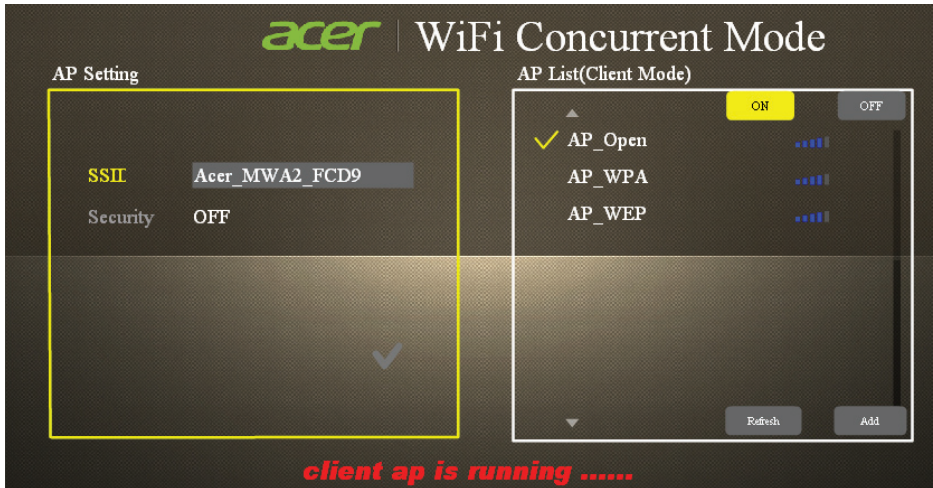 acer | WiFi Concurrent Mode
AP Setting
SSID
Acer_MWA2_FCD9
Security
OFF
AP List(Client Mode)
ON
OFF
AP_Open
AP_WPA
AP_WEP
Refresh
Add
client ap is running ......